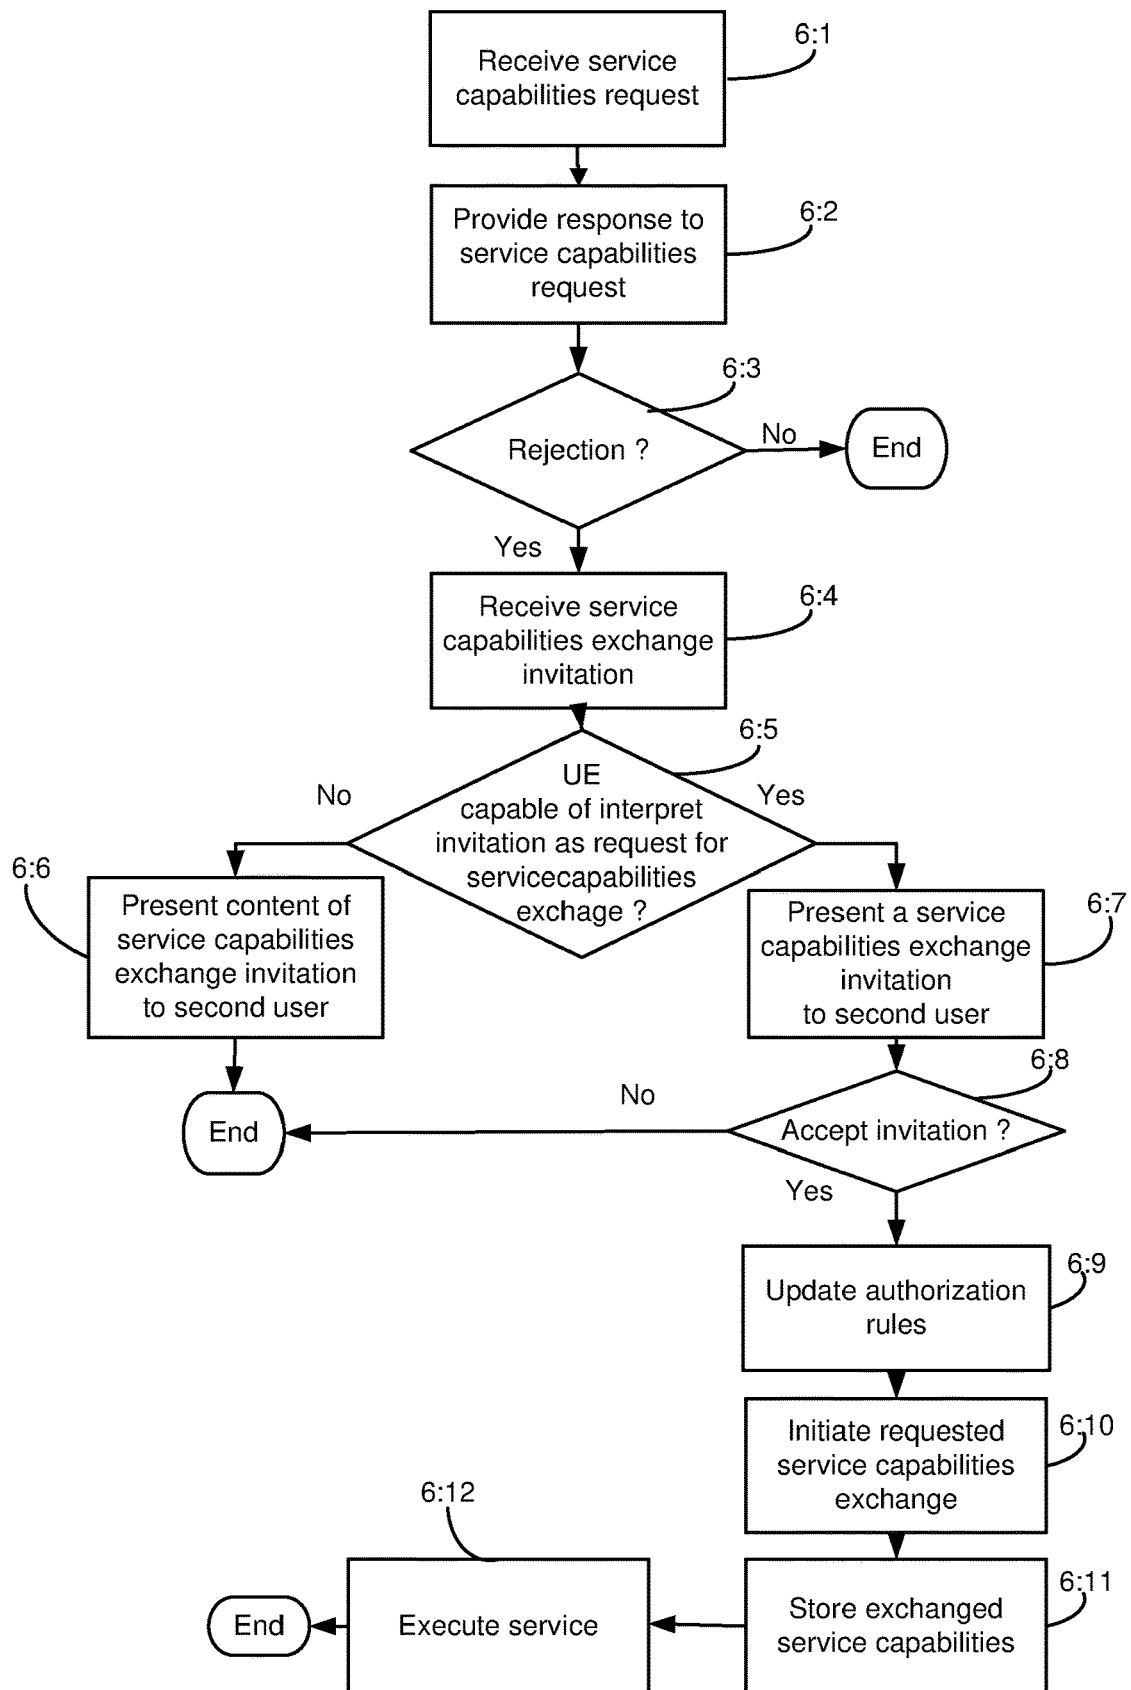 6:1
Receive service
capabilities request
6:2
Provide response to
service capabilities
request
6:3
Rejection ?
No
End
Yes
6:4
Receive service
capabilities exchange
invitation
6:5
UE
capable of interpret
invitation as request for
servicecapabilities
exchage ?
No
Yes
6:6
Present content of
service capabilities
exchange invitation
to second user
6:7
Present a service
capabilities exchange
invitation
to second user
6:8
Accept invitation ?
No
End
Yes
6:9
Update authorization
rules
6:10
Initiate requested
service capabilities
exchange
6:11
Store exchanged
service capabilities
6:12
Execute service
End